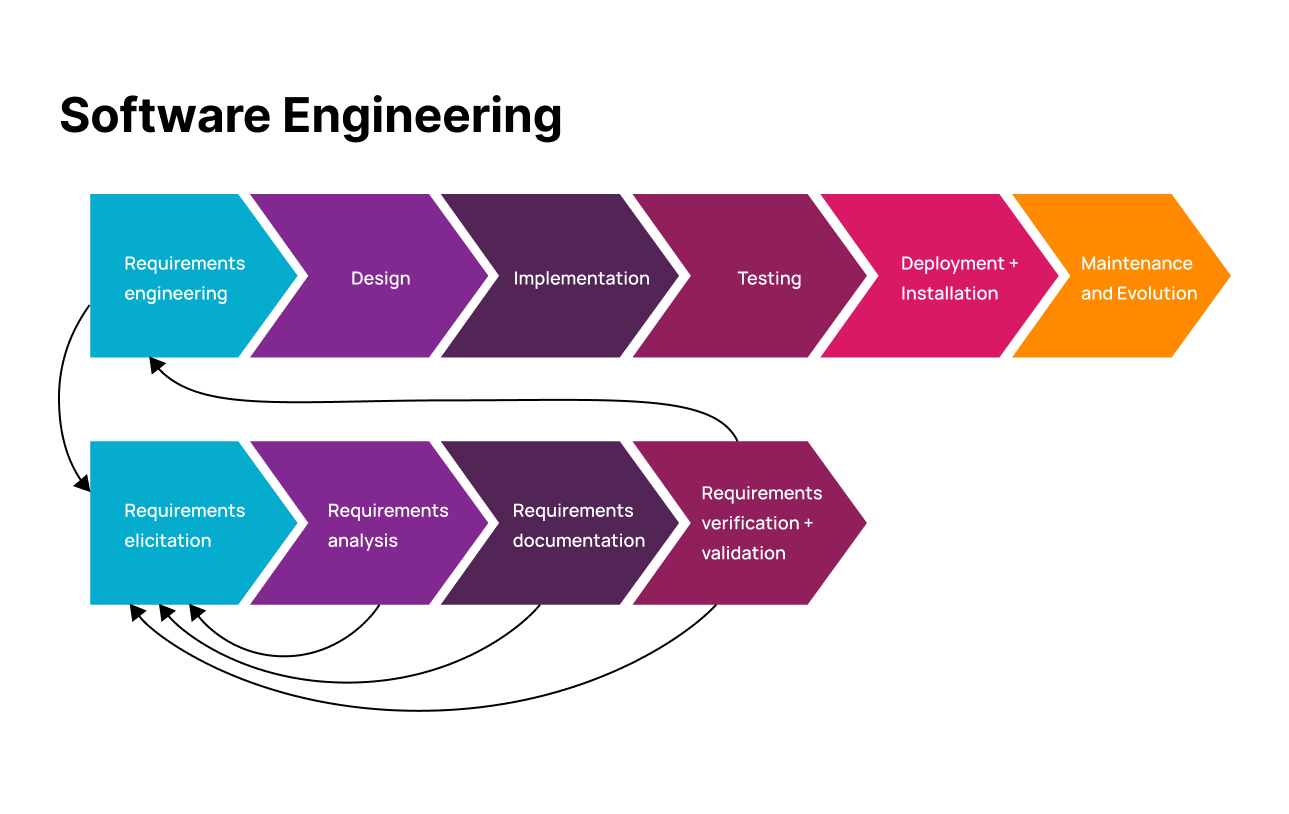 Software Engineering
Requirements
engineering
Design
Implementation
Testing
Deployment +
Installation
Maintenance
and Evolution
Requirements
elicitation
Requirements
analysis
Requirements
documentation
Requirements
verification +
validation